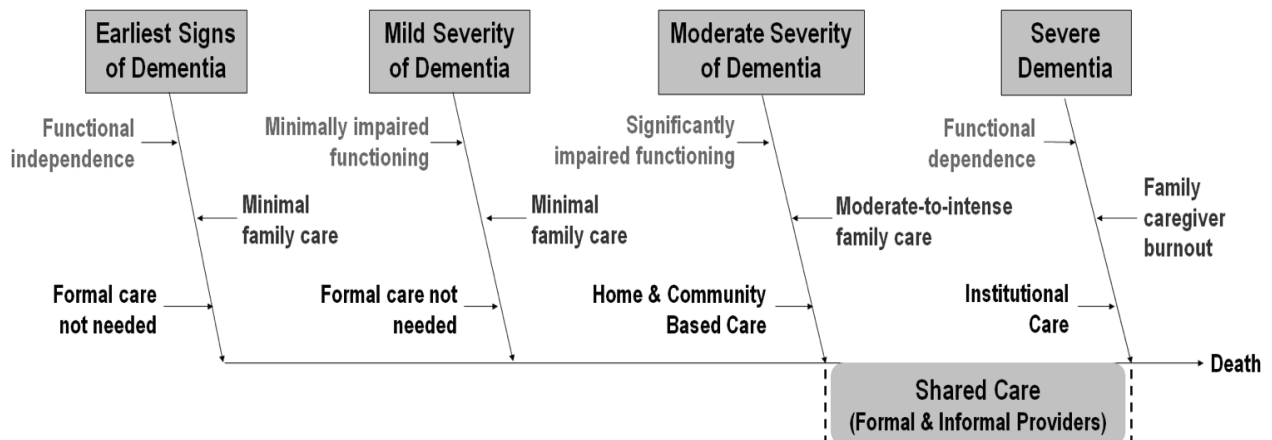 Earliest Signs
of Dementia
Mild Severity
of Dementia
Moderate Severity
of Dementia
Severe
Dementia
Functional
independence
Minimally impaired
functioning
Significantly
impaired functioning
Functional
dependence
Minimal
family care
Minimal
family care
Moderate-to-intense
family care
Family
caregiver
burnout
Formal care
not needed
Formal care not
needed
Home & Community
Based Care
Institutional
Care
Death
Shared Care
(Formal & Informal Providers)